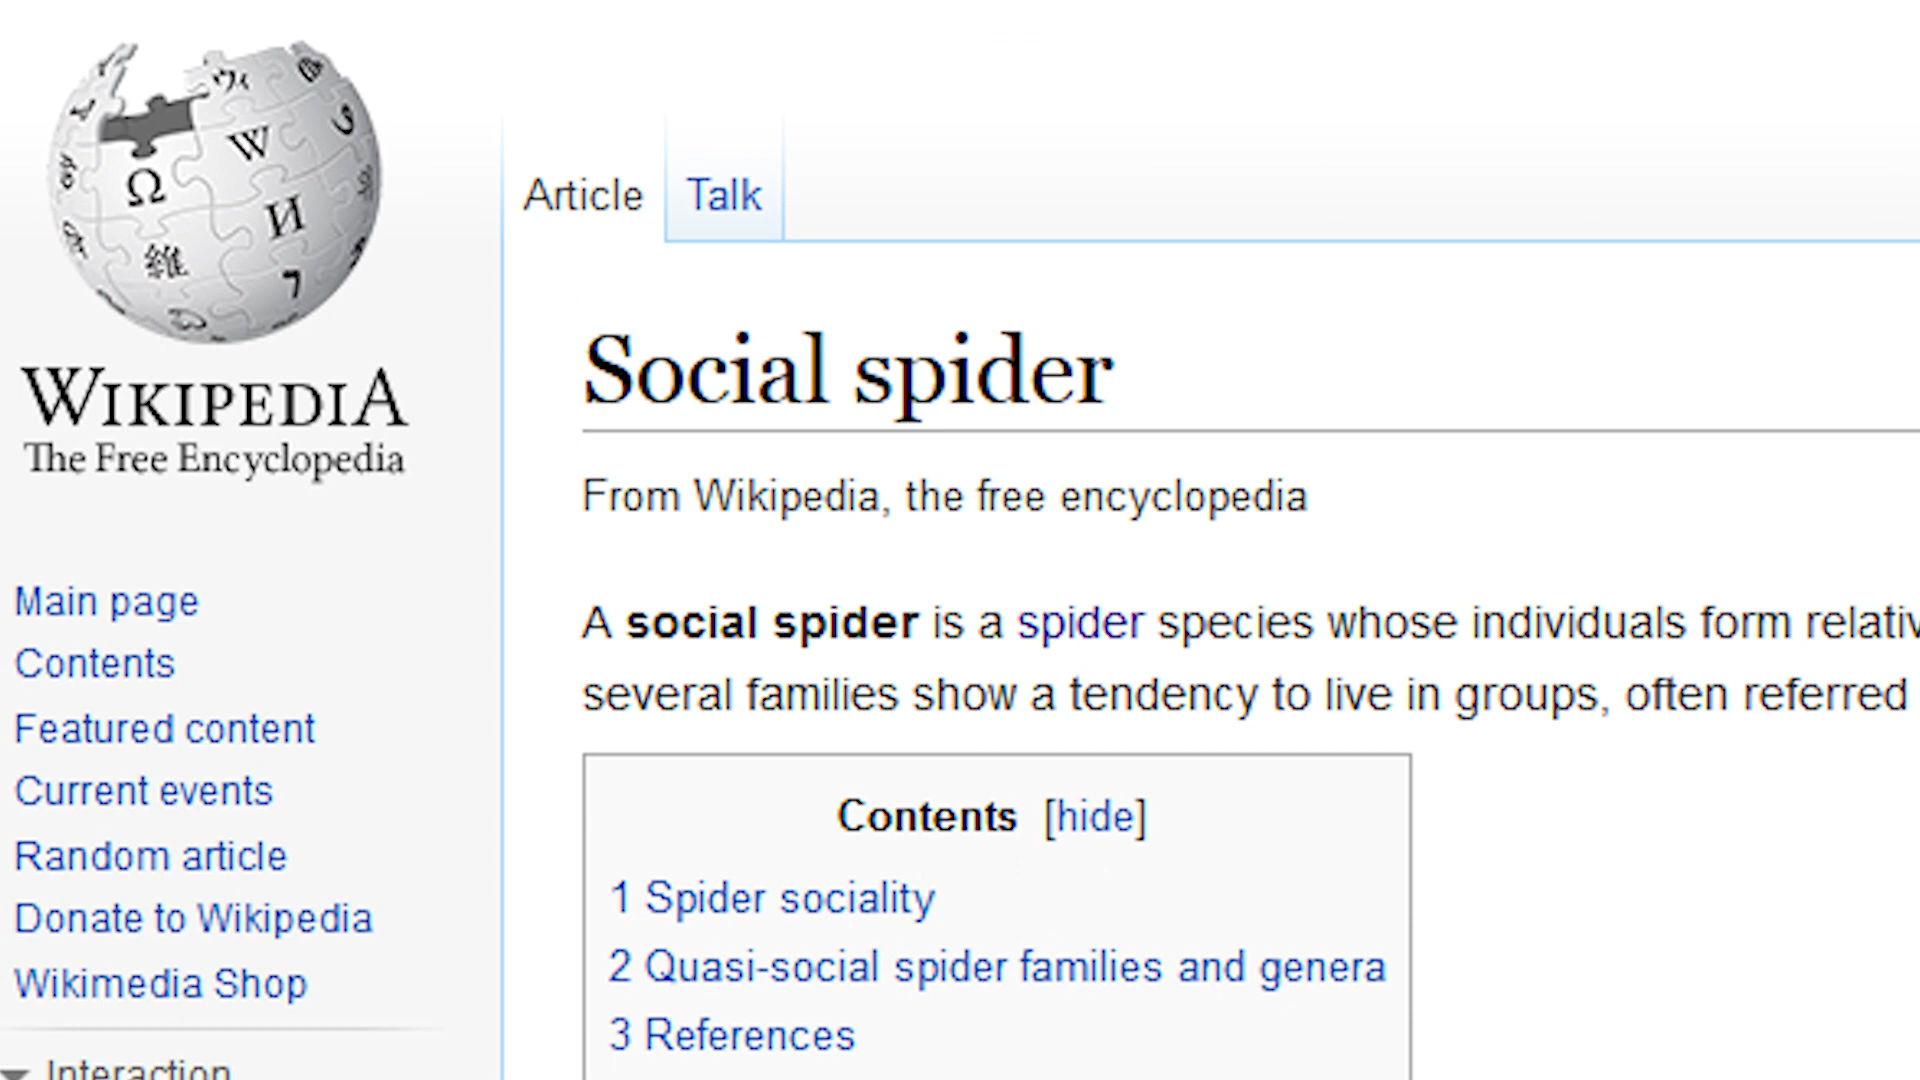 WIKIPEDIA
The Free Encyclopedia
Main page
Contents
Featured content
Current events
Random article
Donate to Wikipedia
Wikimedia Shop
Interaction
Article
Talk
Social spider
From Wikipedia, the free encyclopedia
A social spider is a spider species whose individuals form
several families show a tendency to live in groups, often referred
Contents [hide]
1 Spider sociality
2 Quasi-social spider families and genera
3 References